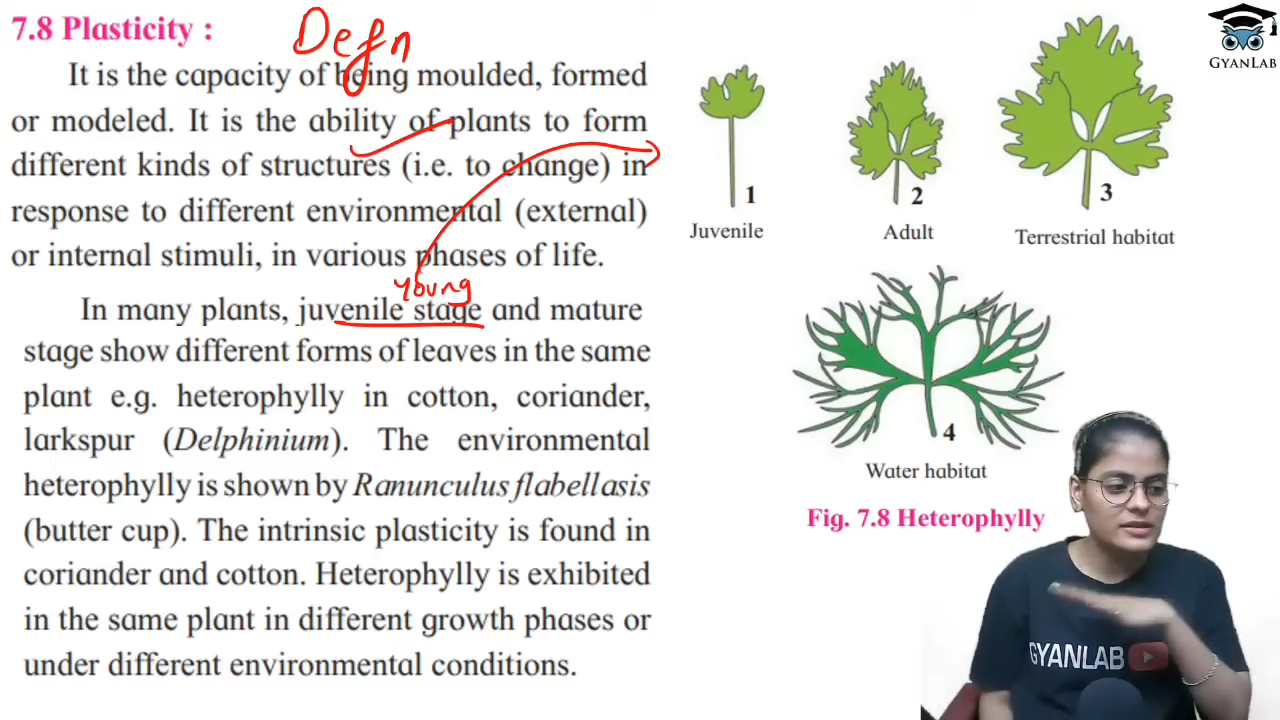 7.8 Plasticity :
Defn
It is the capacity of being moulded, formed
or modeled. It is the ability of plants to form
different kinds of structures (i.e. to change) in
response to different environmental (external)
or internal stimuli, in various phases of life.
young
In many plants, juvenile stage and mature
stage show different forms of leaves in the same
plant e.g. heterophylly in cotton, coriander,
larkspur (Delphinium). The environmental
heterophylly is shown by Ranunculus flabellasis
(butter cup). The intrinsic plasticity is found in
coriander and cotton. Heterophylly is exhibited
in the same plant in different growth phases or
under different environmental conditions.
1
Juvenile
2
Adult
3
Terrestrial habitat
4
Water habitat
Fig. 7.8 Heterophylly
GYANLAB
GYANLAB